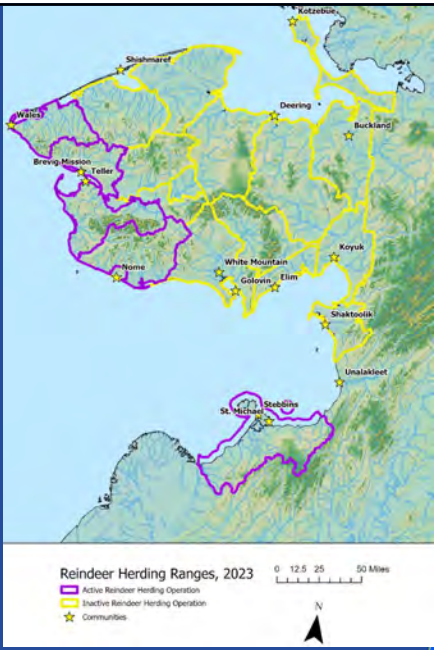 Kotzebue
Shishmaref
Deering
Wales
Buckland
Brevig-Mission
Teller
Koyuk
White Mountain
Nome
Golovin
Elim
Shaktoolik
Unalakleet
Stebbins
St. Michael
Reindeer Herding Ranges, 2023
0 12.5 25 50 Miles
Active Reindeer Herding Operation
Inactive Reindeer Herding Operation
Communities
N